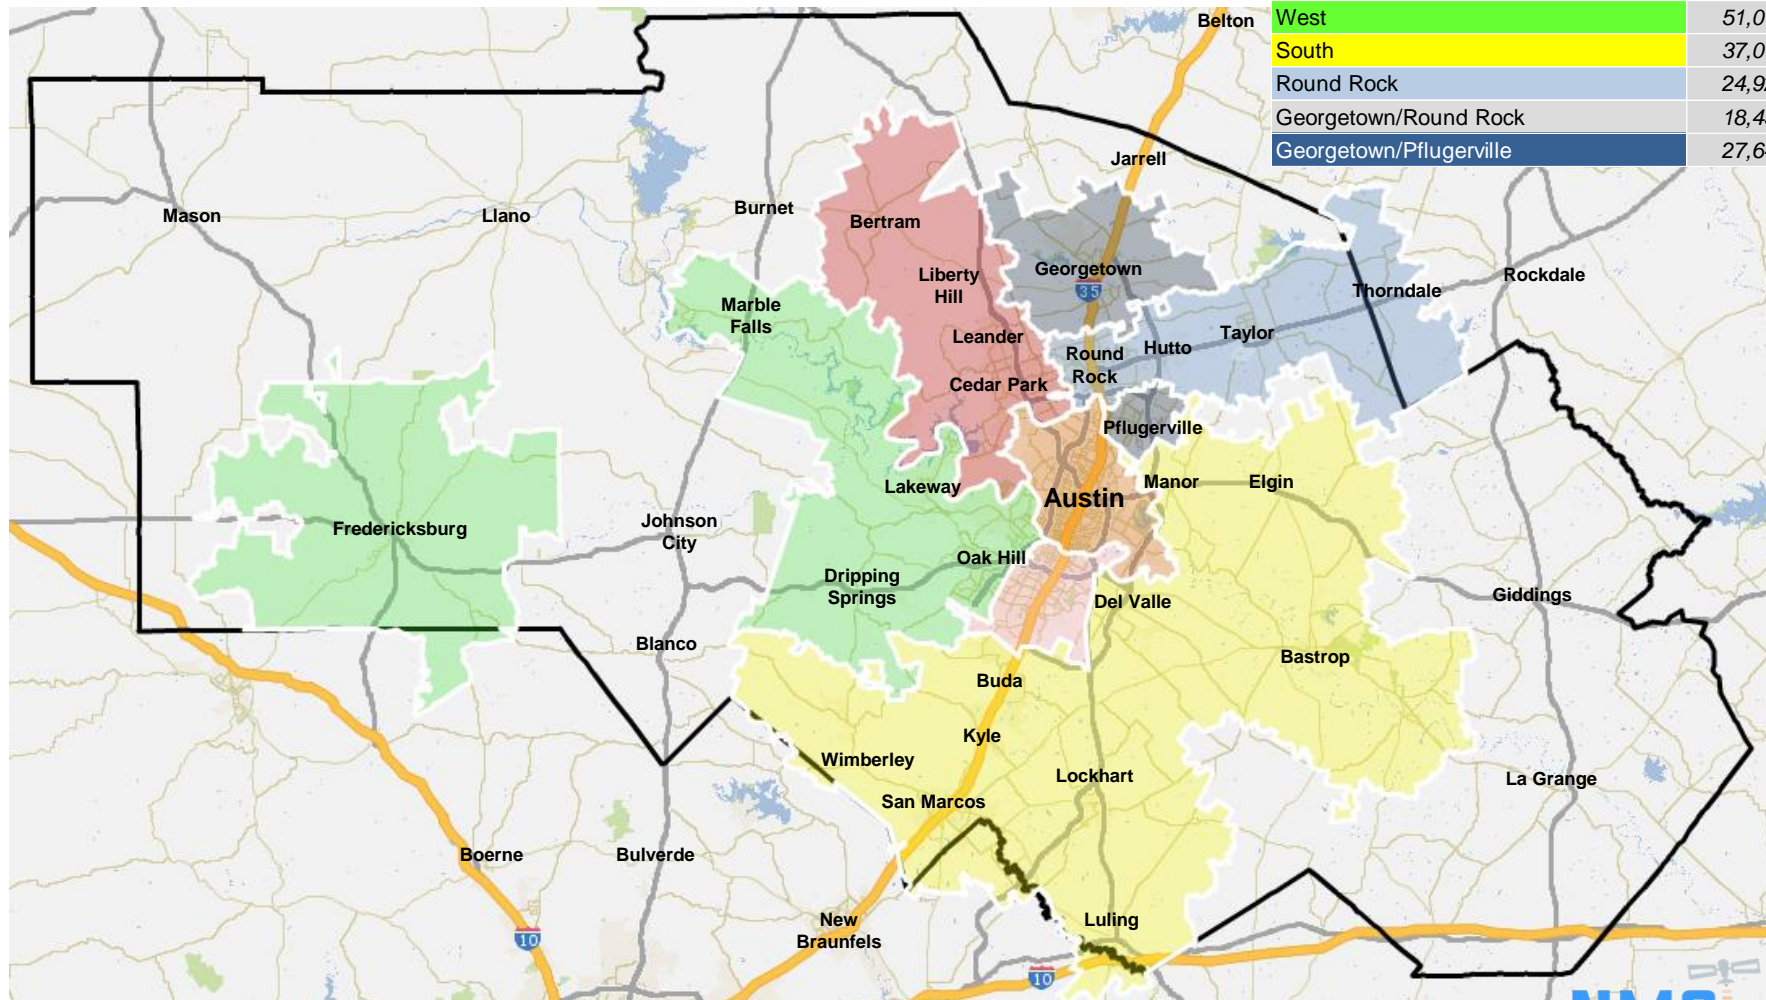 Belton
West 51,0
South 37,0
Round Rock 24,9
Georgetown/Round Rock 18,4
Georgetown/Pflugerville 27,6
Jarrell
Mason
Llano
Burnet
Bertram
Georgetown
35
Liberty
Hill
Rockdale
Thorndale
Marble
Falls
Leander
Round
Rock
Hutto
Taylor
Cedar Park
Pflugerville
Lakeway
Austin
Manor
Elgin
Fredericksburg
Johnson
City
Oak Hill
Dripping
Springs
Del Valle
Giddings
Blanco
Buda
Bastrop
Kyle
Wimberley
Lockhart
La Grange
San Marcos
Boerne
Bulverde
New
Braunfels
Luling
10
10